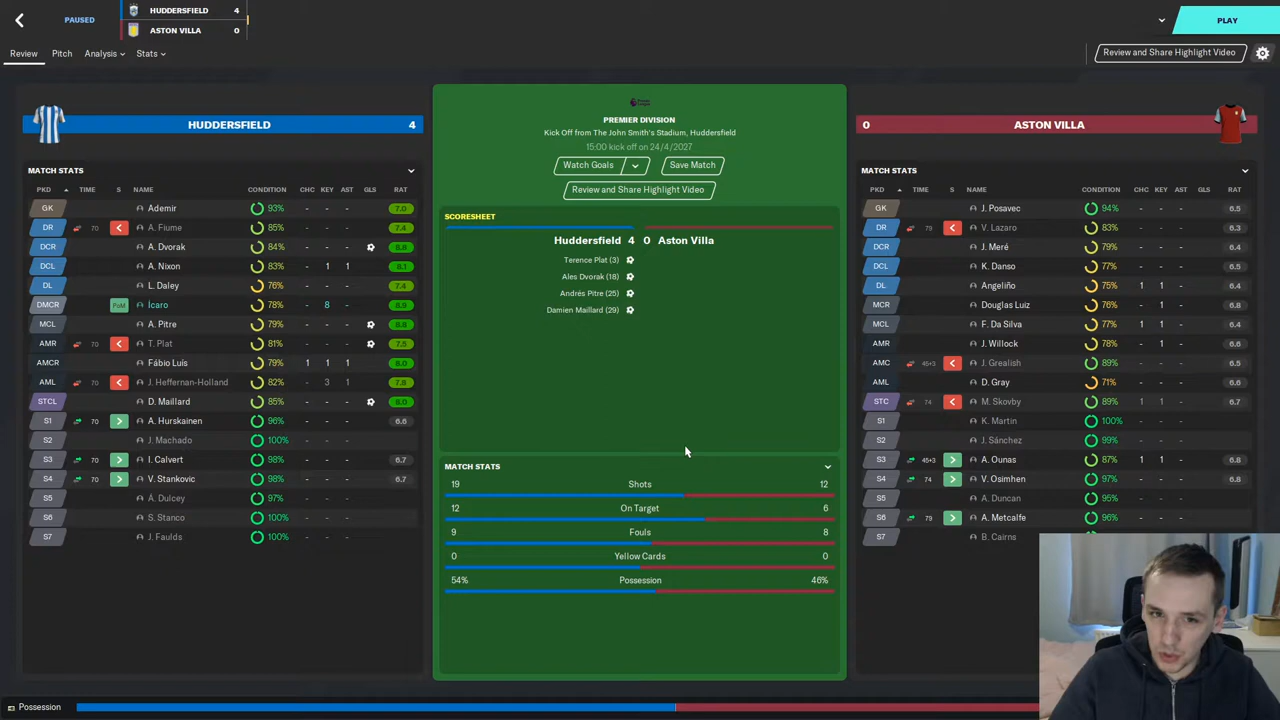 PAUSED
HUDDERSFIELD 4
ASTON VILLA 0
PLAY
Review Pitch Analysis Stats
Review and Share Highlight Video
HUDDERSFIELD 4
MATCH STATS
PKD TIME S NAME CONDITION CHC KEY AST GLS RAT
GK Ademir 93% - - - 7.0
DR 70 A. Fiume 85% - - - 7.4
DCR A. Dvorak 84% - - - 8.8
DCL A. Nixon 83% - 1 1 8.1
DL L. Daley 76% - - - 7.4
DMCR PoM Ícaro 78% - 8 - 8.9
MCL A. Pitre 79% - - - 8.8
AMR 70 T. Plat 81% - - - 7.5
AMCR Fábio Luís 79% 1 1 1 8.0
AML 70 J. Heffernan-Holland 82% - 3 1 7.8
STCL D. Maillard 85% - - - 8.0
S1 70 A. Hurskainen 96% - - - 6.6
S2 J. Machado 100%
S3 70 I. Calvert 98% - - - 6.7
S4 70 V. Stankovic 98% - - - 6.7
S5 Á. Dulcey 97%
S6 S. Stanco 100%
S7 J. Faulds 100%
PREMIER DIVISION
Kick Off from The John Smith's Stadium, Huddersfield
15:00 kick off on 24/4/2027
Watch Goals Save Match
Review and Share Highlight Video
SCORESHEET
Huddersfield 4 0 Aston Villa
Terence Plat (3)
Ales Dvorak (18)
Andrés Pitre (25)
Damien Maillard (29)
MATCH STATS
19 Shots 12
12 On Target 6
9 Fouls 8
0 Yellow Cards 0
54% Possession 46%
0 ASTON VILLA
MATCH STATS
PKD TIME S NAME CONDITION CHC KEY AST GLS RAT
GK J. Posavec 94% - - - 6.5
DR 79 V. Lazaro 83% - - - 6.3
DCR J. Meré 79% - - - 6.4
DCL K. Danso 77% - - - 6.5
DL Angeliño 75% 1 1 - 6.4
MCR Douglas Luiz 76% - 1 - 6.8
MCL F. Da Silva 77% 1 1 - 6.4
AMR J. Willock 78% - 1 - 6.6
AMC 45+3 J. Grealish 89% - - - 6.5
AML D. Gray 71% - - - 6.6
STC 74 M. Skovby 89% 1 1 - 6.7
S1 K. Martin 100%
S2 J. Sánchez 99%
S3 45+3 A. Ounas 87% 1 1 - 6.8
S4 74 V. Osimhen 97% - - - 6.8
S5 A. Duncan 95%
S6 79 A. Metcalfe 96% - - -
S7 B. Cairns
Possession